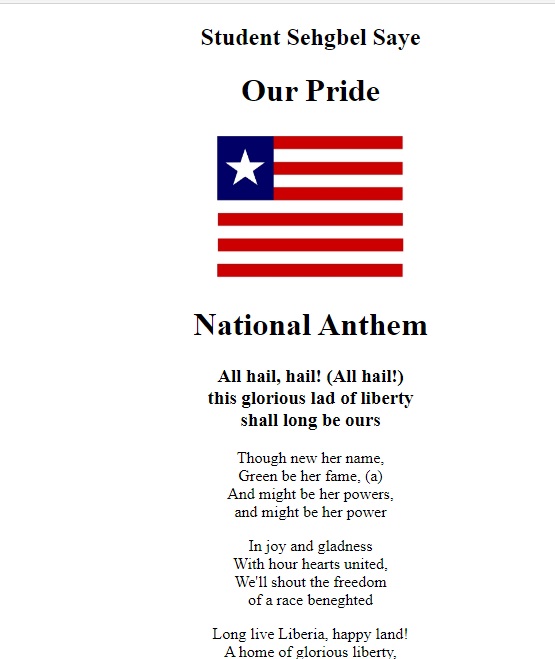 Student Sehgbel Saye
Our Pride
National Anthem
All hail, hail! (All hail!)
this glorious lad of liberty
shall long be ours
Though new her name,
Green be her fame, (a)
And might be her powers,
and might be her power
In joy and gladness
With hour hearts united,
We'll shout the freedom
of a race beneghted
Long live Liberia, happy land!
A home of glorious liberty,